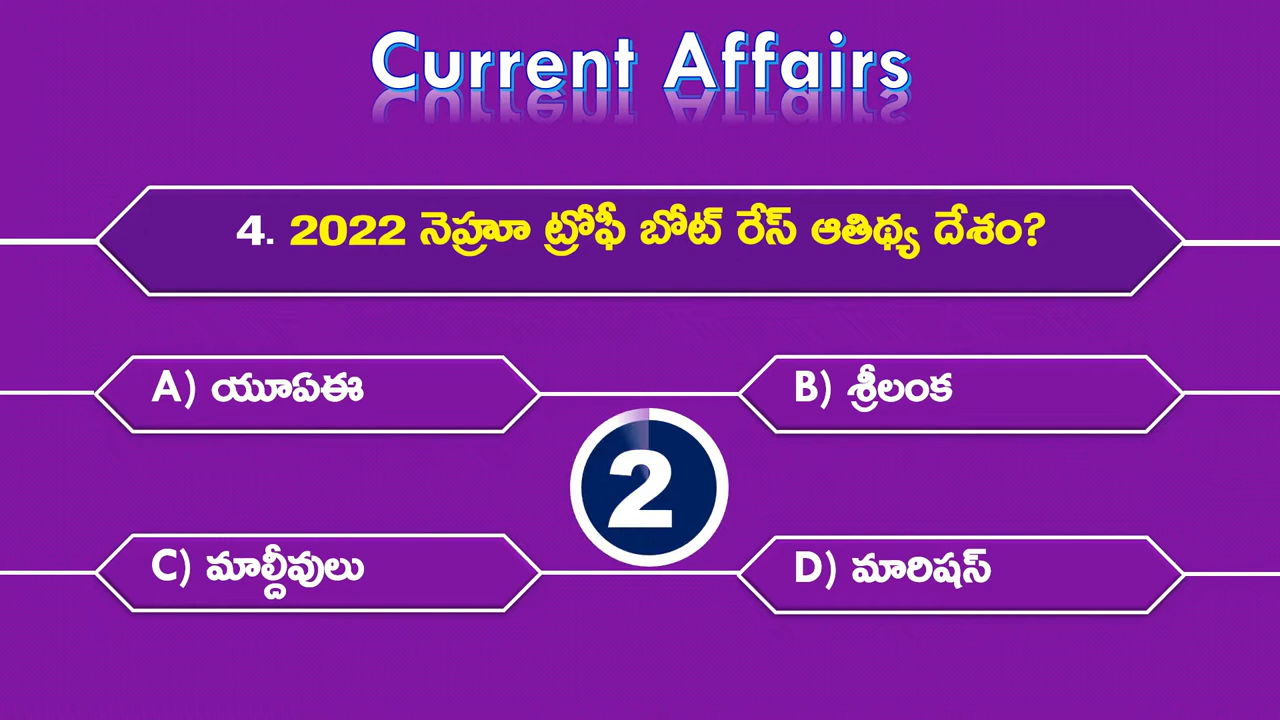 Current Affairs
4. 2022 నెహ్రూ ట్రోఫీ బోట్ రేస్ ఆతిథ్య దేశం?
A) యూఏఈ
B) శ్రీలంక
2
C) మాల్దీవులు
D) మారిషస్